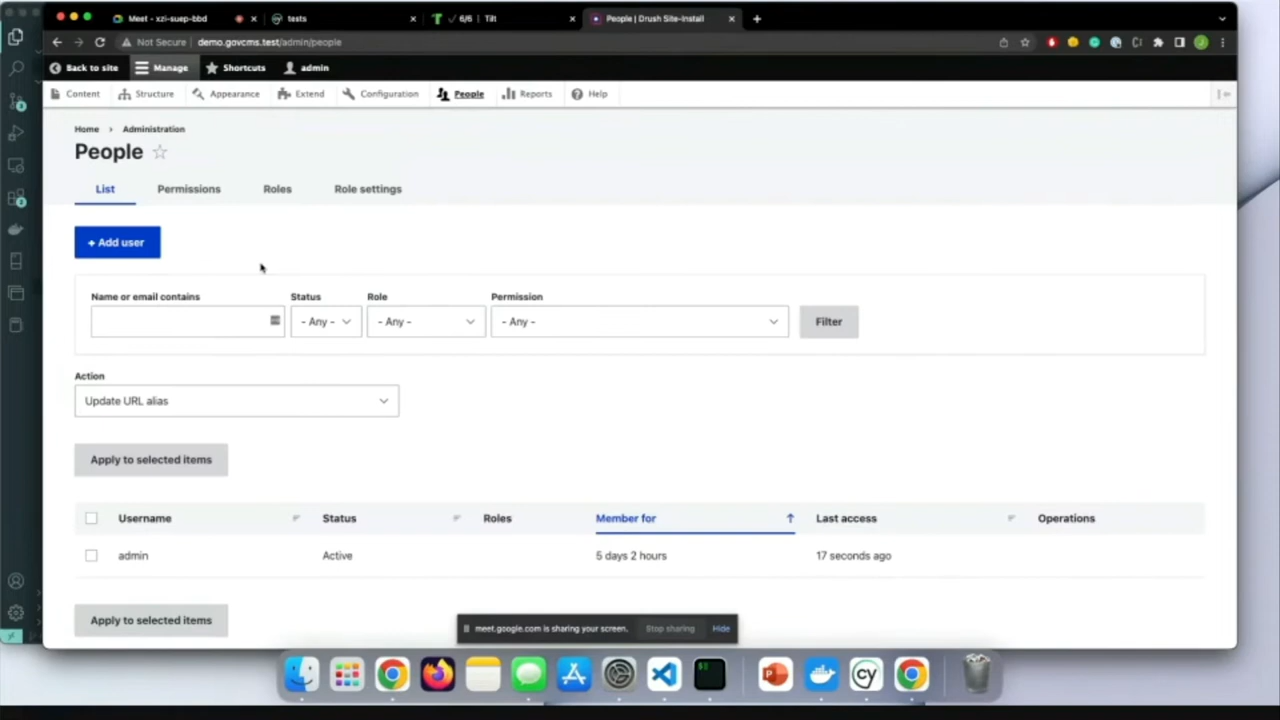 Meet - xzi-suep-bbd
tests
6/6 | Tilt
People | Drush Site-Install
Not Secure | demo.govcms.test/admin/people
Back to site Manage Shortcuts admin
Content Structure Appearance Extend Configuration People Reports Help
Home > Administration
People
List Permissions Roles Role settings
+ Add user
Name or email contains Status Role Permission
- Any - - Any - - Any - Filter
Action
Update URL alias
Apply to selected items
Username Status Roles Member for Last access Operations
admin Active 5 days 2 hours 17 seconds ago
Apply to selected items
meet.google.com is sharing your screen. Stop sharing Hide
cy